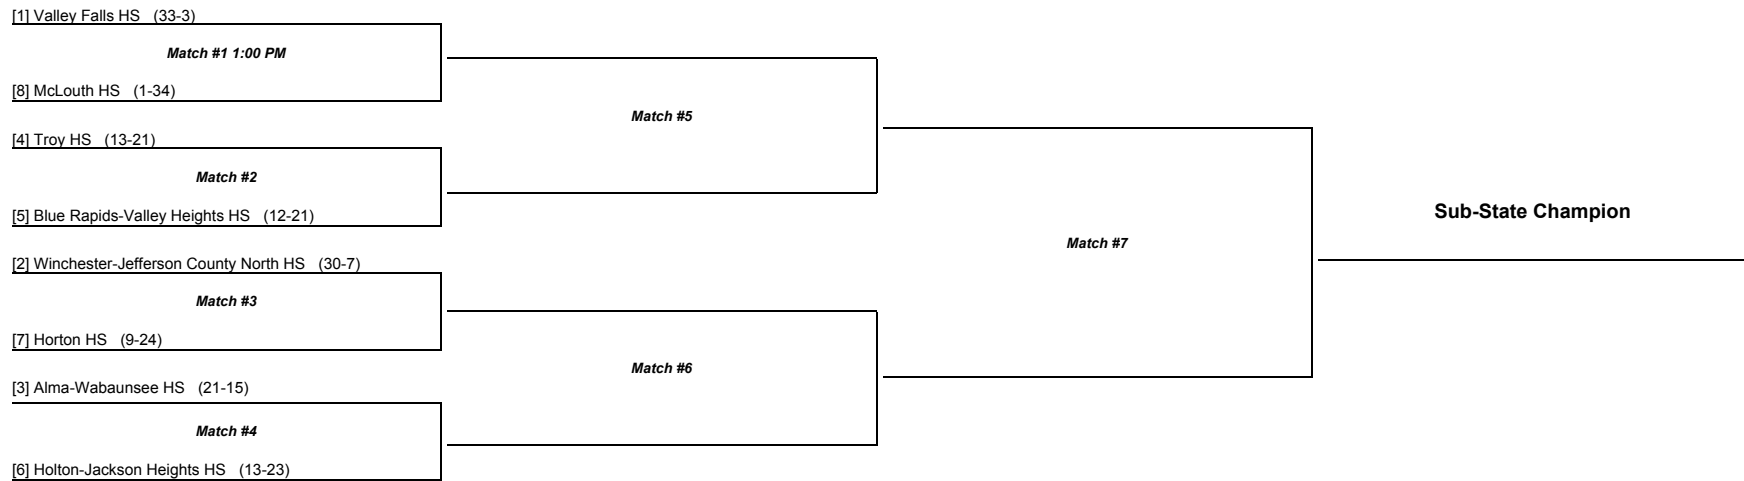 [1] Valley Falls HS (33-3)
Match #1 1:00 PM
[8] McLouth HS (1-34)
Match #5
[4] Troy HS (13-21)
Match #2
[5] Blue Rapids-Valley Heights HS (12-21)
Sub-State Champion
Match #7
[2] Winchester-Jefferson County North HS (30-7)
Match #3
[7] Horton HS (9-24)
Match #6
[3] Alma-Wabaunsee HS (21-15)
Match #4
[6] Holton-Jackson Heights HS (13-23)